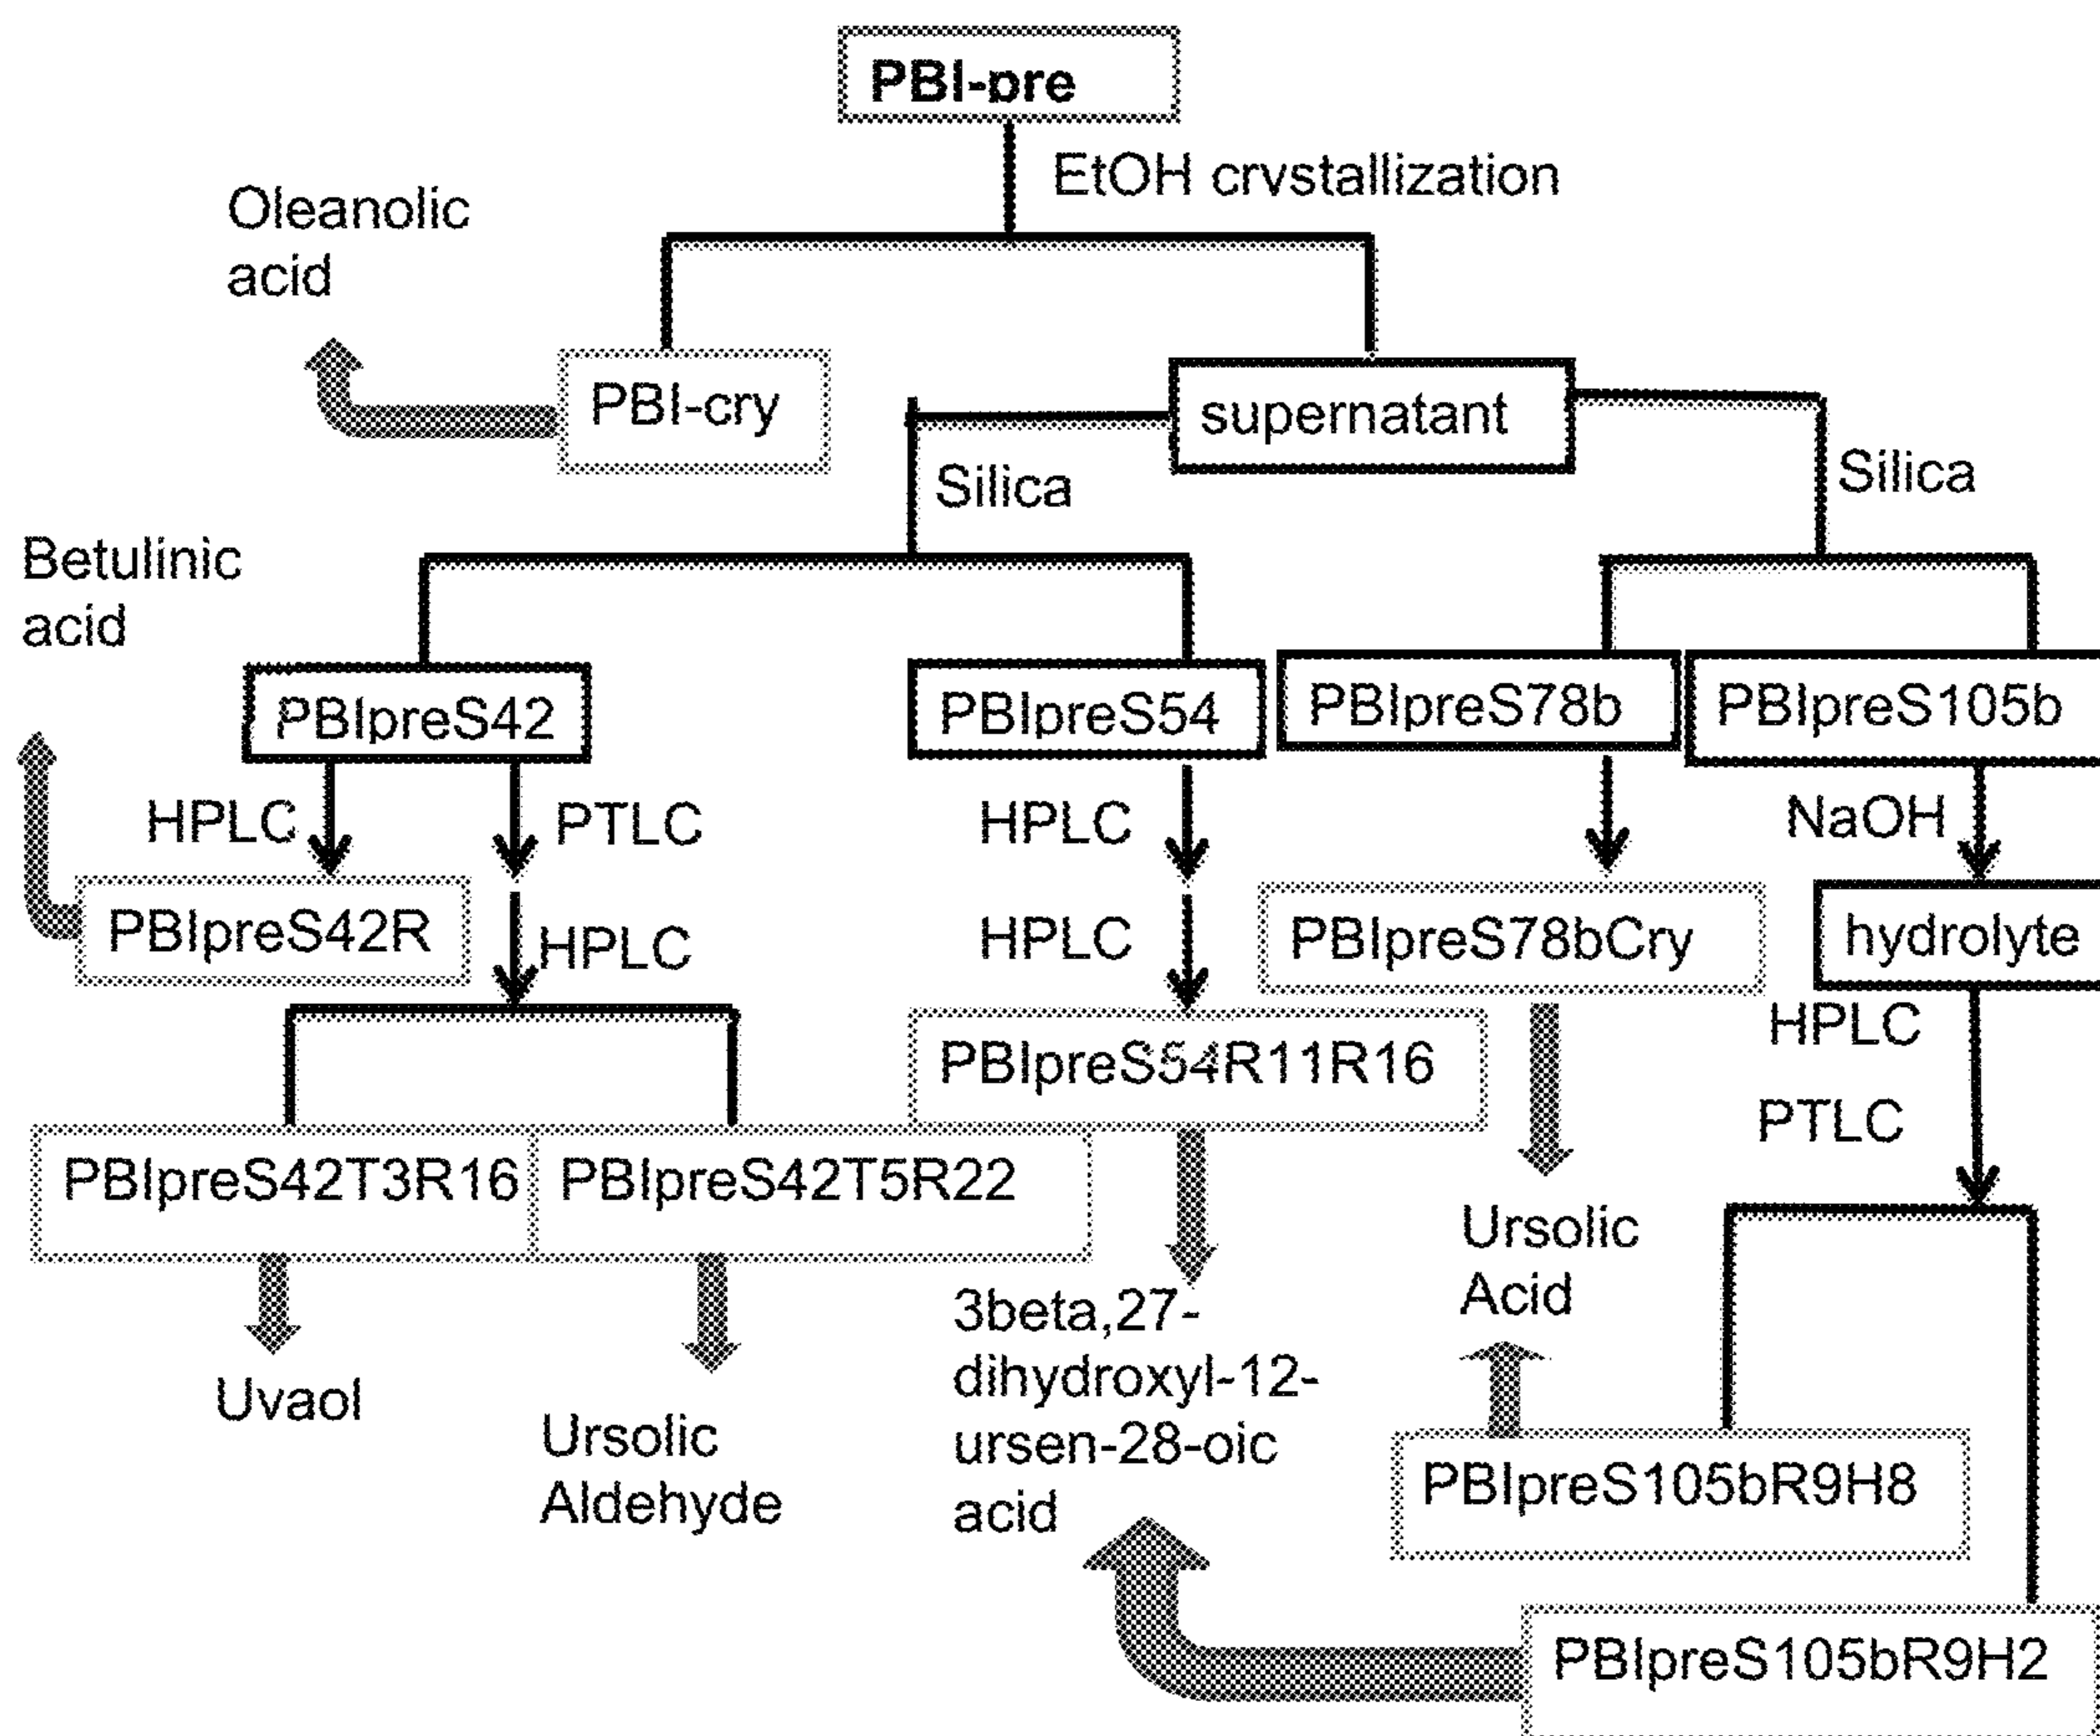 PBI-pre
EtOH crystallization
Oleanolic
acid
PBI-cry
supernatant
Silica
Silica
Betulinic
acid
PBIpreS42
PBIpreS54
PBIpreS78b
PBIpreS105b
HPLC
PTLC
HPLC
NaOH
PBIpreS42R
HPLC
HPLC
PBIpreS78bCry
hydrolyte
HPLC
PBIpreS54R11R16
PTLC
PBIpreS42T3R16
PBIpreS42T5R22
Ursolic
Acid
3beta,27-
dihydroxyl-12-
ursen-28-oic
acid
Uvaol
Ursolic
Aldehyde
PBIpreS105bR9H8
PBIpreS105bR9H2